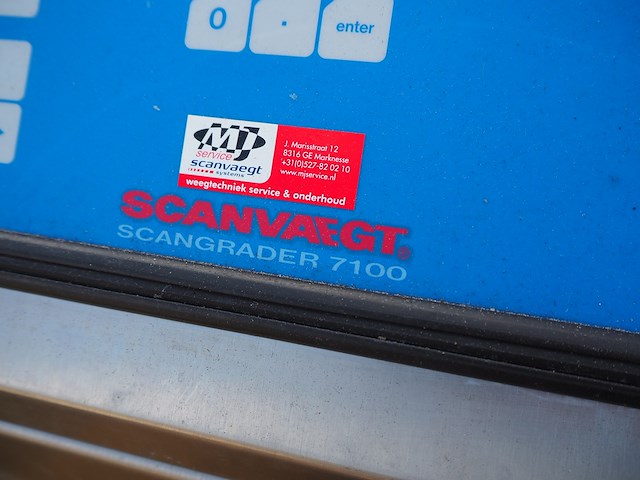 0 . enter
MJ
service
scanvaegt
systems
J. Marisstraat 12
8316 GE Marknesse
+31(0)527-82 02 10
www.mjservice.nl
weegtechniek service & onderhoud
SCANVAEGT®
SCANGRADER 7100